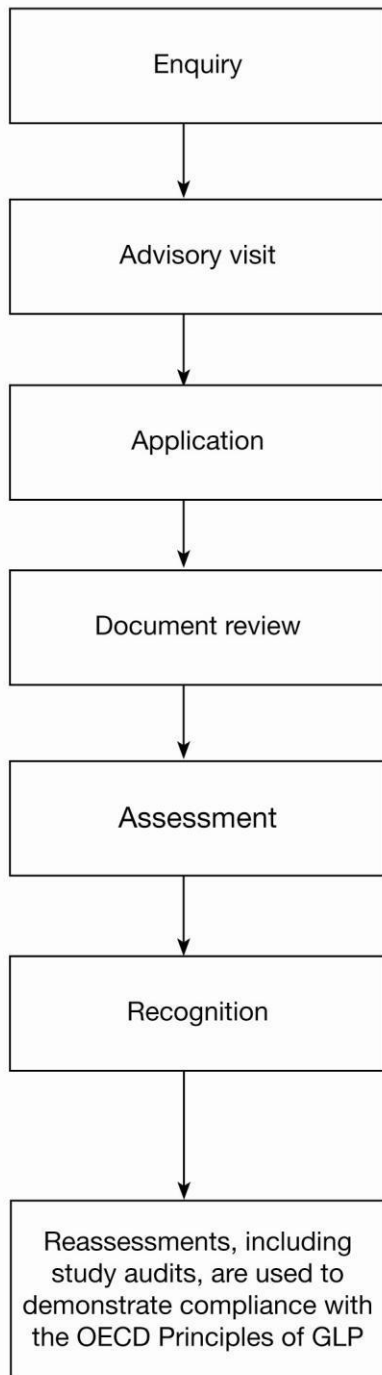 Enquiry
Advisory visit
Application
Document review
Assessment
Recognition
Reassessments, including
study audits, are used to
demonstrate compliance with
the OECD Principles of GLP